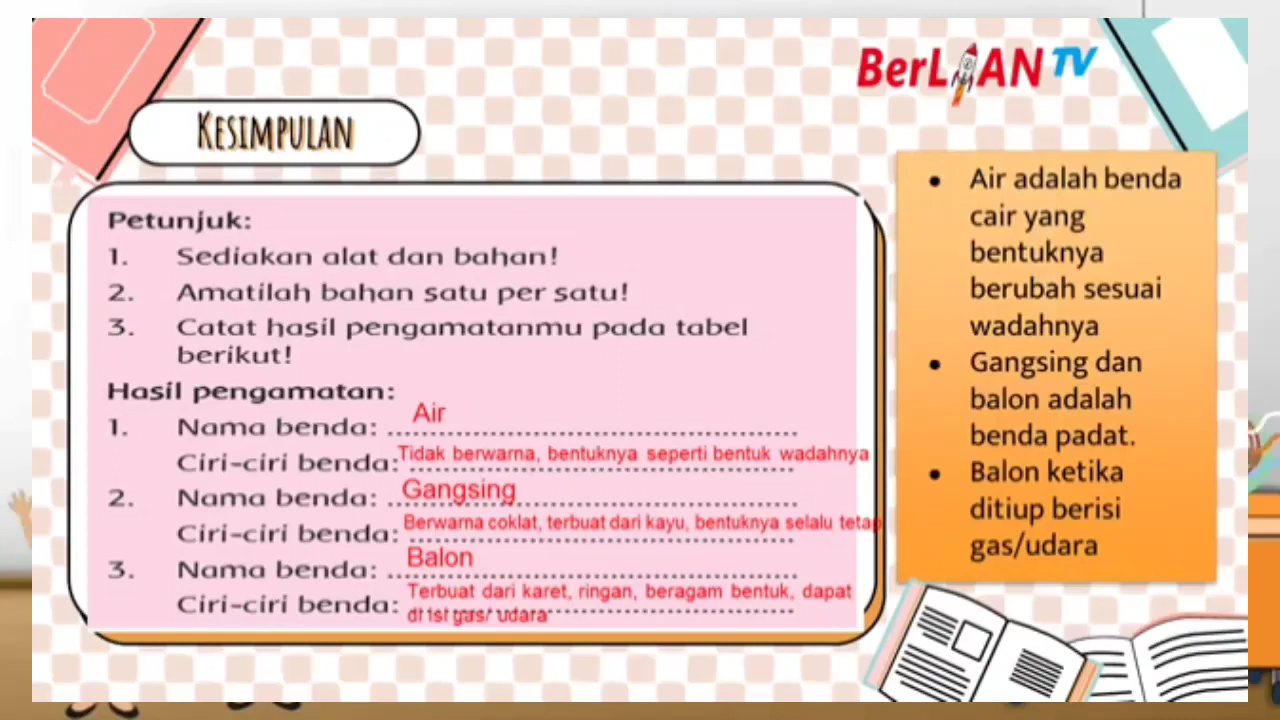 BerLIAN TV
KESIMPULAN
Petunjuk:
1. Sediakan alat dan bahan!
2. Amatilah bahan satu per satu!
3. Catat hasil pengamatanmu pada tabel
berikut!
Hasil pengamatan:
1. Nama benda: Air
Ciri-ciri benda: Tidak berwarna, bentuknya seperti bentuk wadahnya
2. Nama benda: Gangsing
Ciri-ciri benda: Berwarna coklat, terbuat dari kayu, bentuknya selalu tetap
3. Nama benda: Balon
Ciri-ciri benda: Terbuat dari karet, ringan, beragam bentuk, dapat
di isi gas/ udara
• Air adalah benda
cair yang
bentuknya
berubah sesuai
wadahnya
• Gangsing dan
balon adalah
benda padat.
• Balon ketika
ditiup berisi
gas/udara